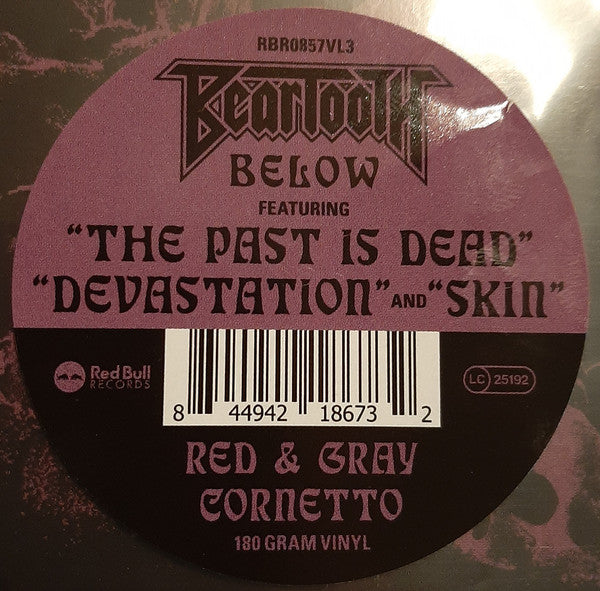 RBR0857VL3
BEARTOOTH
BELOW
FEATURING
"THE PAST IS DEAD"
"DEVASTATION" AND "SKIN"
Red Bull
RECORDS
LC 25192
8 44942 18673 2
RED & GRAY
CORNETTO
180 GRAM VINYL